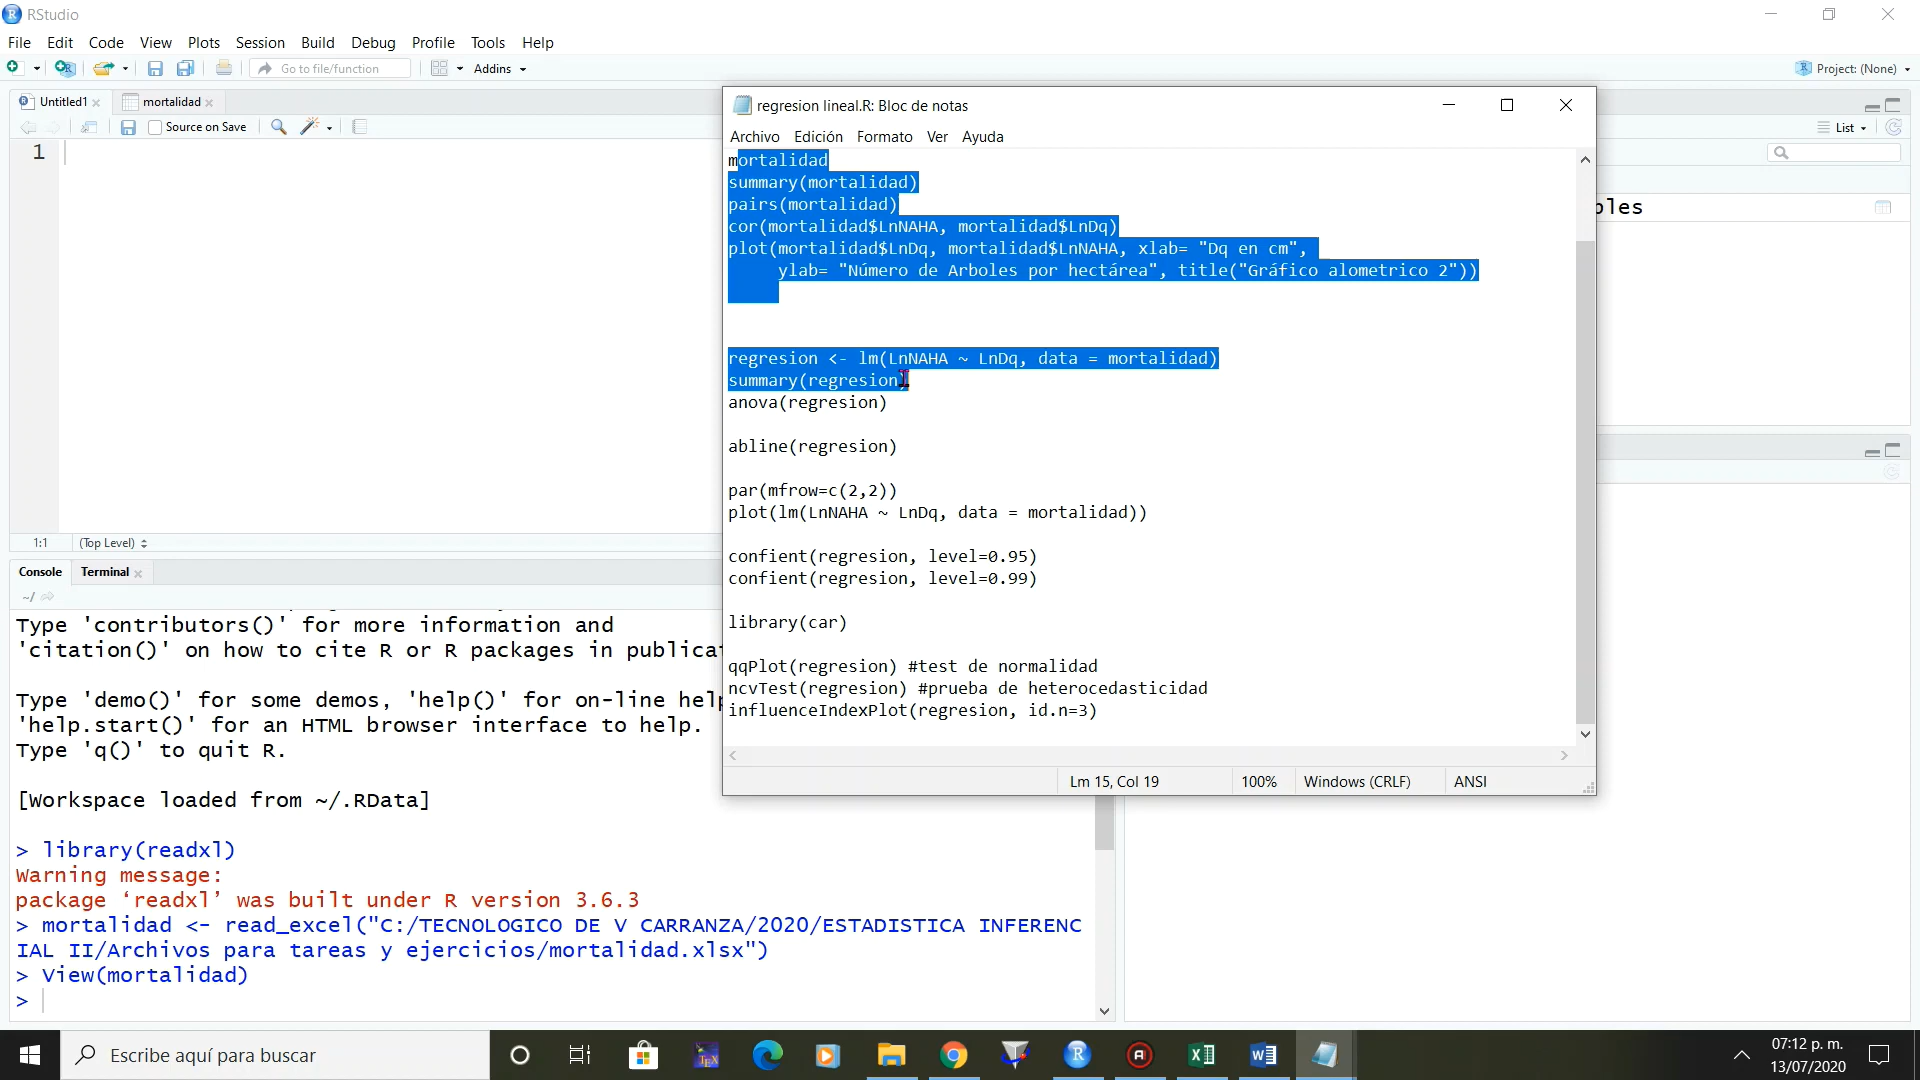 RStudio
File Edit Code View Plots Session Build Debug Profile Tools Help
Go to file/function
Addins
Project: (None)
Untitled1
mortalidad
Source on Save
1
1:1
(Top Level)
Console
Terminal
~/
Type 'contributors()' for more information and
'citation()' on how to cite R or R packages in publica
Type 'demo()' for some demos, 'help()' for on-line help
'help.start()' for an HTML browser interface to help.
Type 'q()' to quit R.
[Workspace loaded from ~/.RData]
> library(readxl)
Warning message:
package ‘readxl’ was built under R version 3.6.3
> mortalidad <- read_excel("C:/TECNOLOGICO DE V CARRANZA/2020/ESTADISTICA INFERENC
IAL II/Archivos para tareas y ejercicios/mortalidad.xlsx")
> View(mortalidad)
>
regresion lineal.R: Bloc de notas
Archivo Edición Formato Ver Ayuda
mortalidad
summary(mortalidad)
pairs(mortalidad)
cor(mortalidad$LnNAHA, mortalidad$LnDq)
plot(mortalidad$LnDq, mortalidad$LnNAHA, xlab= "Dq en cm",
ylab= "Número de Arboles por hectárea", title("Gráfico alometrico 2"))
regresion <- lm(LnNAHA ~ LnDq, data = mortalidad)
summary(regresion)
anova(regresion)
abline(regresion)
par(mfrow=c(2,2))
plot(lm(LnNAHA ~ LnDq, data = mortalidad))
confient(regresion, level=0.95)
confient(regresion, level=0.99)
library(car)
qqPlot(regresion) #test de normalidad
ncvTest(regresion) #prueba de heterocedasticidad
influenceIndexPlot(regresion, id.n=3)
Lm 15, Col 19
100%
Windows (CRLF)
ANSI
List
bles
Escribe aquí para buscar
07:12 p. m.
13/07/2020